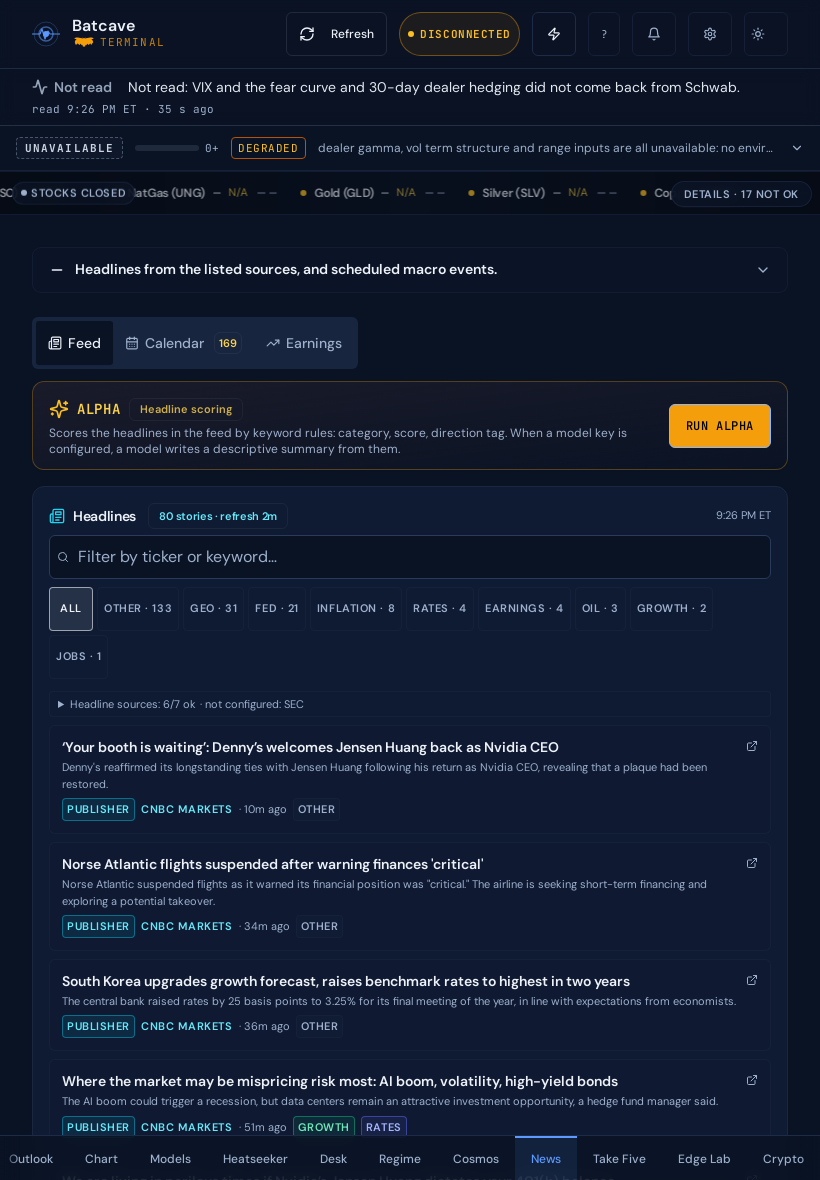 Batcave
TERMINAL
Refresh
DISCONNECTED
?
Not read
Not read: VIX and the fear curve and 30-day dealer hedging did not come back from Schwab.
read 9:26 PM ET · 35 s ago
UNAVAILABLE
0+
DEGRADED
dealer gamma, vol term structure and range inputs are all unavailable: no envir…
STOCKS CLOSED
(UNG) — N/A ——
Gold (GLD) — N/A ——
Silver (SLV) — N/A ——
DETAILS · 17 NOT OK
— Headlines from the listed sources, and scheduled macro events.
Feed
Calendar 169
Earnings
ALPHA
Headline scoring
Scores the headlines in the feed by keyword rules: category, score, direction tag. When a model key is
configured, a model writes a descriptive summary from them.
RUN ALPHA
Headlines
80 stories · refresh 2m
9:26 PM ET
Filter by ticker or keyword...
ALL
OTHER · 133
GEO · 31
FED · 21
INFLATION · 8
RATES · 4
EARNINGS · 4
OIL · 3
GROWTH · 2
JOBS · 1
Headline sources: 6/7 ok · not configured: SEC
‘Your booth is waiting’: Denny’s welcomes Jensen Huang back as Nvidia CEO
Denny's reaffirmed its longstanding ties with Jensen Huang following his return as Nvidia CEO, revealing that a plaque had been
restored.
PUBLISHER CNBC MARKETS · 10m ago OTHER
Norse Atlantic flights suspended after warning finances 'critical'
Norse Atlantic suspended flights as it warned its financial position was "critical." The airline is seeking short-term financing and
exploring a potential takeover.
PUBLISHER CNBC MARKETS · 34m ago OTHER
South Korea upgrades growth forecast, raises benchmark rates to highest in two years
The central bank raised rates by 25 basis points to 3.25% for its final meeting of the year, in line with expectations from economists.
PUBLISHER CNBC MARKETS · 36m ago OTHER
Where the market may be mispricing risk most: AI boom, volatility, high-yield bonds
The AI boom could trigger a recession, but data centers remain an attractive investment opportunity, a hedge fund manager said.
PUBLISHER CNBC MARKETS · 51m ago GROWTH RATES
Outlook
Chart
Models
Heatseeker
Desk
Regime
Cosmos
News
Take Five
Edge Lab
Crypto